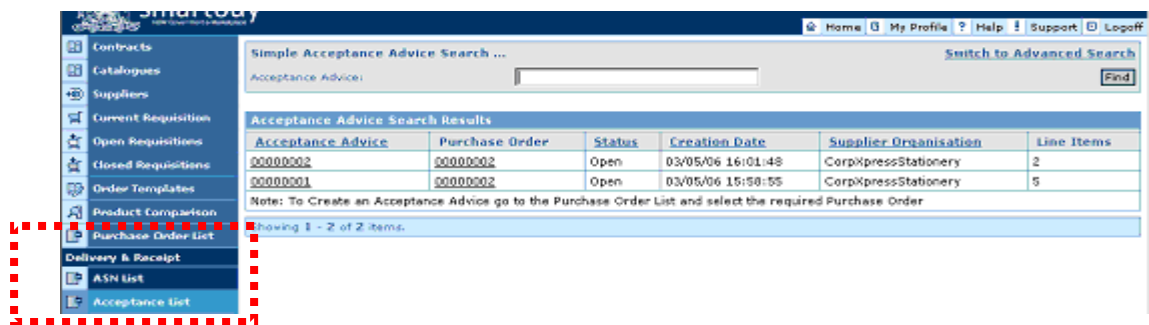 smartbuy
Home My Profile ? Help ! Support Logoff
Contracts
Catalogues
Suppliers
Current Requisition
Open Requisitions
Closed Requisitions
Order Templates
Product Comparison
Purchase Order List
Delivery & Receipt
ASN List
Acceptance List
Simple Acceptance Advice Search ... Switch to Advanced Search
Acceptance Advice: Find
Acceptance Advice Search Results
Acceptance Advice Purchase Order Status Creation Date Supplier Organisation Line Items
00000002 00000002 Open 03/05/06 16:01:48 CorpXpressStationery 2
00000001 00000002 Open 03/05/06 15:58:55 CorpXpressStationery 5
Note: To Create an Acceptance Advice go to the Purchase Order List and select the required Purchase Order
Showing 1 - 2 of 2 items.